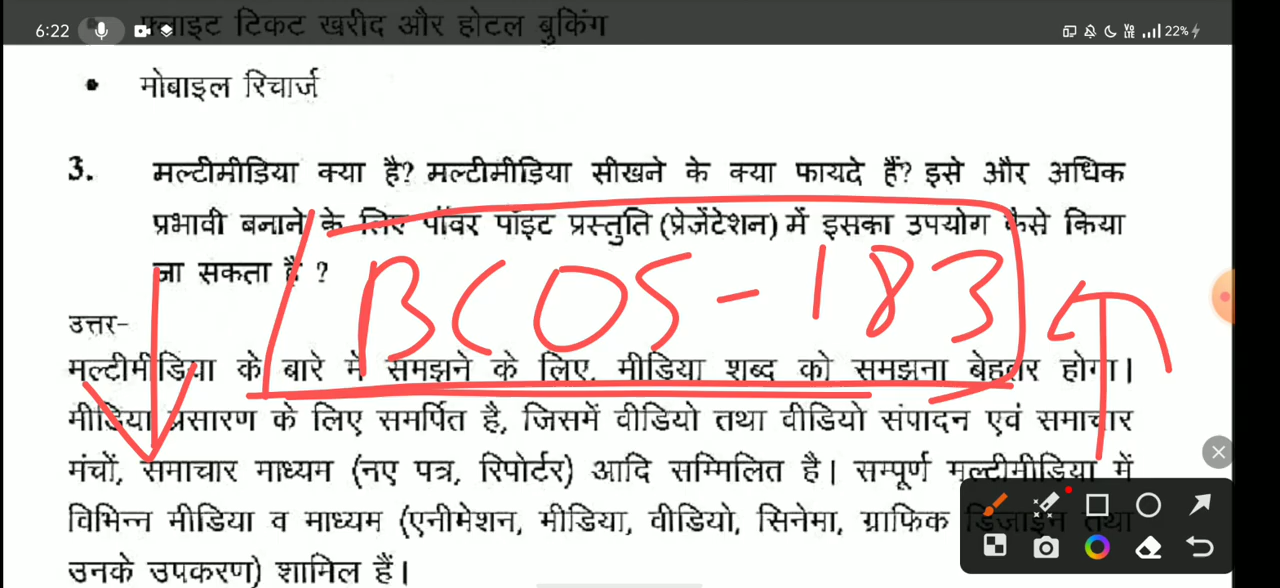 फ्लाइट टिकट खरीद और होटल बुकिंग
6:22
22%
• मोबाइल रिचार्ज
3. मल्टीमीडिया क्या है? मल्टीमीडिया सीखने के क्या फायदे हैं? इसे और अधिक
प्रभावी बनाने के लिए पॉवर पॉइंट प्रस्तुति (प्रेजेंटेशन) में इसका उपयोग कैसे किया
जा सकता है ?
BCOS-183
उत्तर-
मल्टीमीडिया के बारे में समझने के लिए, मीडिया शब्द को समझना बेहतर होगा।
मीडिया प्रसारण के लिए समर्पित है, जिसमें वीडियो तथा वीडियो संपादन एवं समाचार
मंचों, समाचार माध्यम (नए पत्र, रिपोर्टर) आदि सम्मिलित है। सम्पूर्ण मल्टीमीडिया में
विभिन्न मीडिया व माध्यम (एनीमेशन, मीडिया, वीडियो, सिनेमा, ग्राफिक डिजाइन तथा
उनके उपकरण) शामिल हैं।